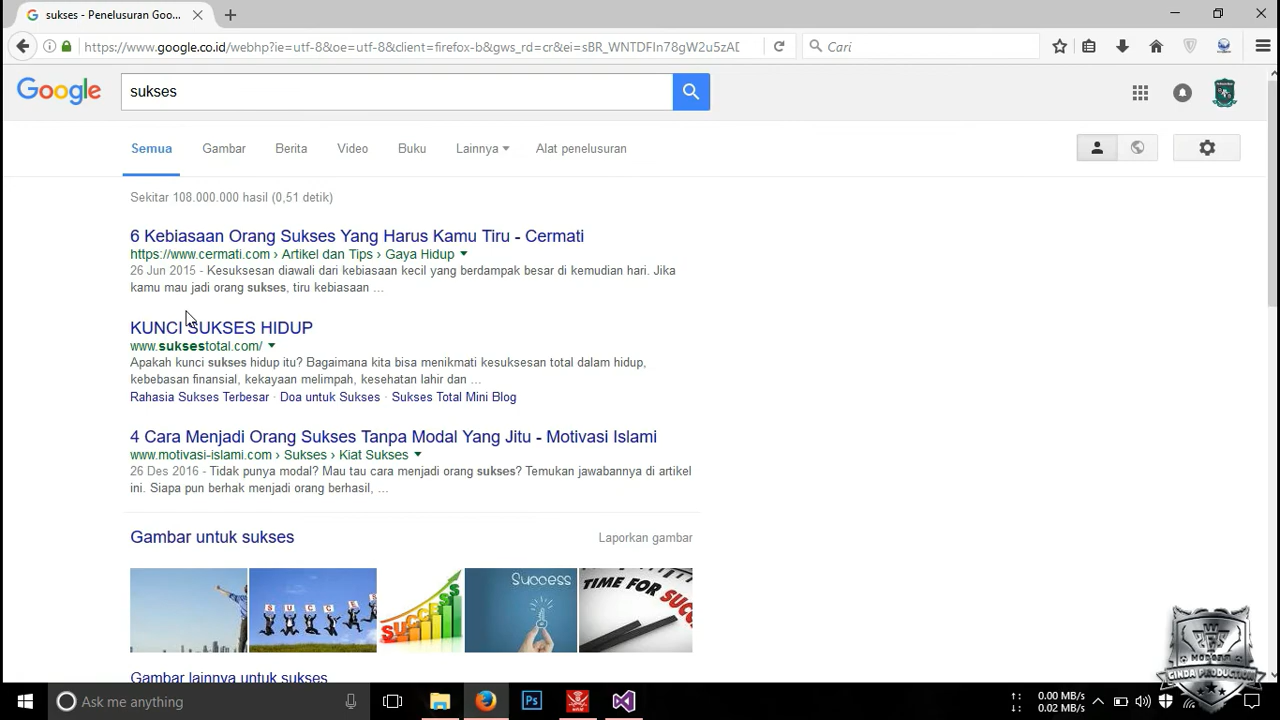 sukses - Penelusuran Goo...
https://www.google.co.id/webhp?ie=utf-8&oe=utf-8&client=firefox-b&gws_rd=cr&ei=sBR_WNTDFIn78gW2u5zAD
Cari
Google
sukses
Semua Gambar Berita Video Buku Lainnya Alat penelusuran
Sekitar 108.000.000 hasil (0,51 detik)
6 Kebiasaan Orang Sukses Yang Harus Kamu Tiru - Cermati
https://www.cermati.com › Artikel dan Tips › Gaya Hidup
26 Jun 2015 - Kesuksesan diawali dari kebiasaan kecil yang berdampak besar di kemudian hari. Jika
kamu mau jadi orang sukses, tiru kebiasaan ...
KUNCI SUKSES HIDUP
www.suksestotal.com/
Apakah kunci sukses hidup itu? Bagaimana kita bisa menikmati kesuksesan total dalam hidup,
kebebasan finansial, kekayaan melimpah, kesehatan lahir dan ...
Rahasia Sukses Terbesar · Doa untuk Sukses · Sukses Total Mini Blog
4 Cara Menjadi Orang Sukses Tanpa Modal Yang Jitu - Motivasi Islami
www.motivasi-islami.com › Sukses › Kiat Sukses
26 Des 2016 - Tidak punya modal? Mau tau cara menjadi orang sukses? Temukan jawabannya di artikel
ini. Siapa pun berhak menjadi orang berhasil, ...
Gambar untuk sukses Laporkan gambar
SUCCESS
Success
TIME FOR SUCC
Gambar lainnya untuk sukses
GINDA PRODUCTION
Ask me anything
Ps
0.00 MB/s
0.02 MB/s